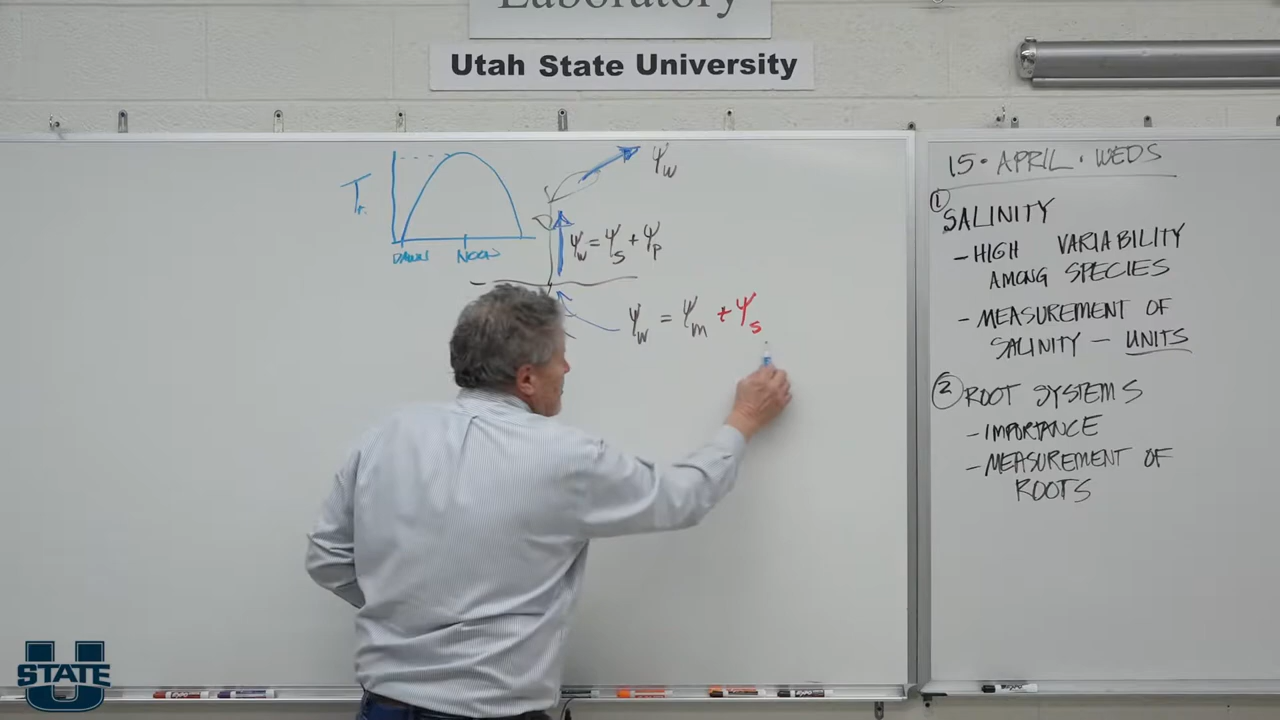 Laboratory
Utah State University
Tr.
DAWN NOON
Ψw
Ψw = Ψs + Ψp
Ψw = Ψm + Ψs
15 · APRIL · WEDS
① SALINITY
- HIGH VARIABILITY
AMONG SPECIES
- MEASUREMENT OF
SALINITY - UNITS
② ROOT SYSTEMS
- IMPORTANCE
- MEASUREMENT OF
ROOTS
U
STATE